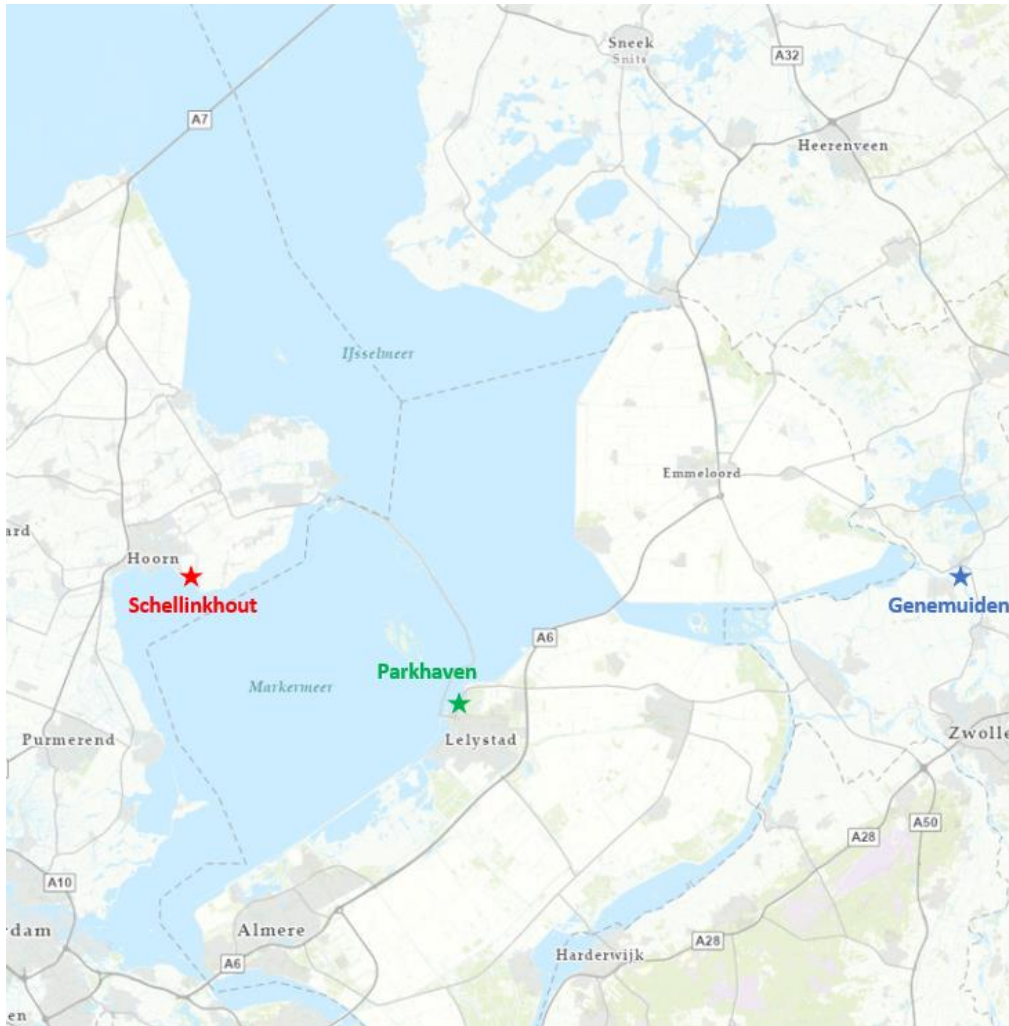 Sneek
Snits
A32
A7
Heerenveen
IJsselmeer
Emmeloord
ard
Hoorn
Schellinkhout
Genemuiden
A6
Parkhaven
Markermeer
Purmerend
Lelystad
Zwolle
A50
A28
A10
rdam
Almere
A28
Harderwijk
A6
en